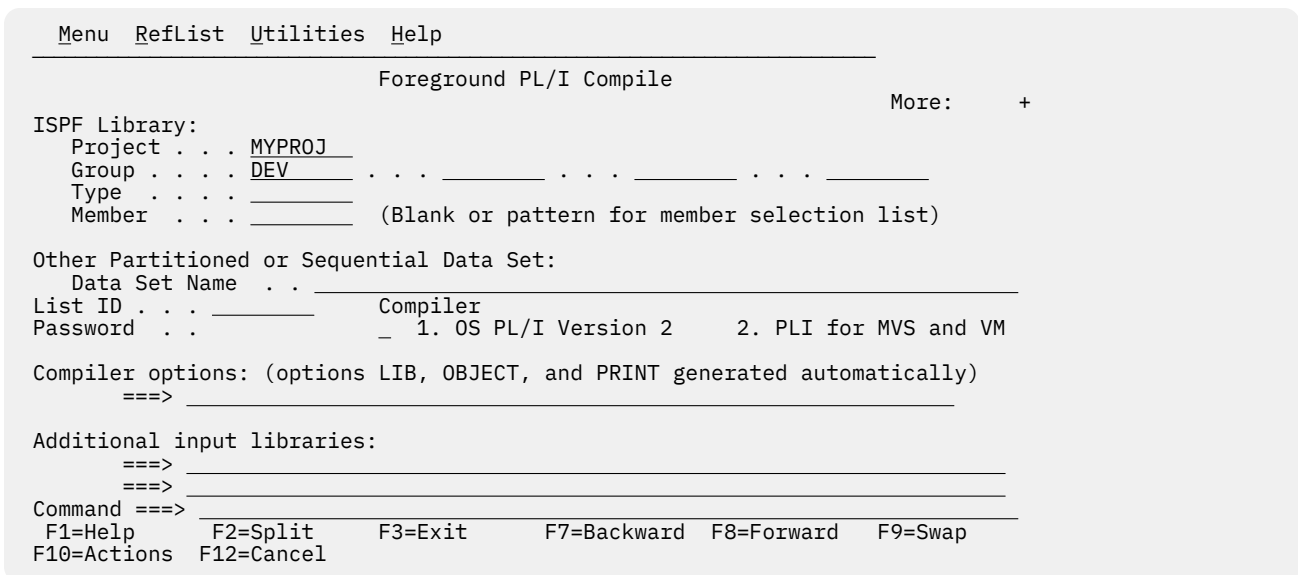 Menu  RefList  Utilities  Help
Foreground PL/I Compile
More:     +
ISPF Library:
Project . . . MYPROJ
Group . . . . DEV      . . .          . . .          . . .
Type  . . . .
Member  . . .          (Blank or pattern for member selection list)
Other Partitioned or Sequential Data Set:
Data Set Name  . .
List ID . . .          Compiler
Password  . .          _  1. OS PL/I Version 2     2. PLI for MVS and VM
Compiler options: (options LIB, OBJECT, and PRINT generated automatically)
===>
Additional input libraries:
===>
===>
Command ===>
F1=Help      F2=Split     F3=Exit      F7=Backward  F8=Forward   F9=Swap
F10=Actions  F12=Cancel